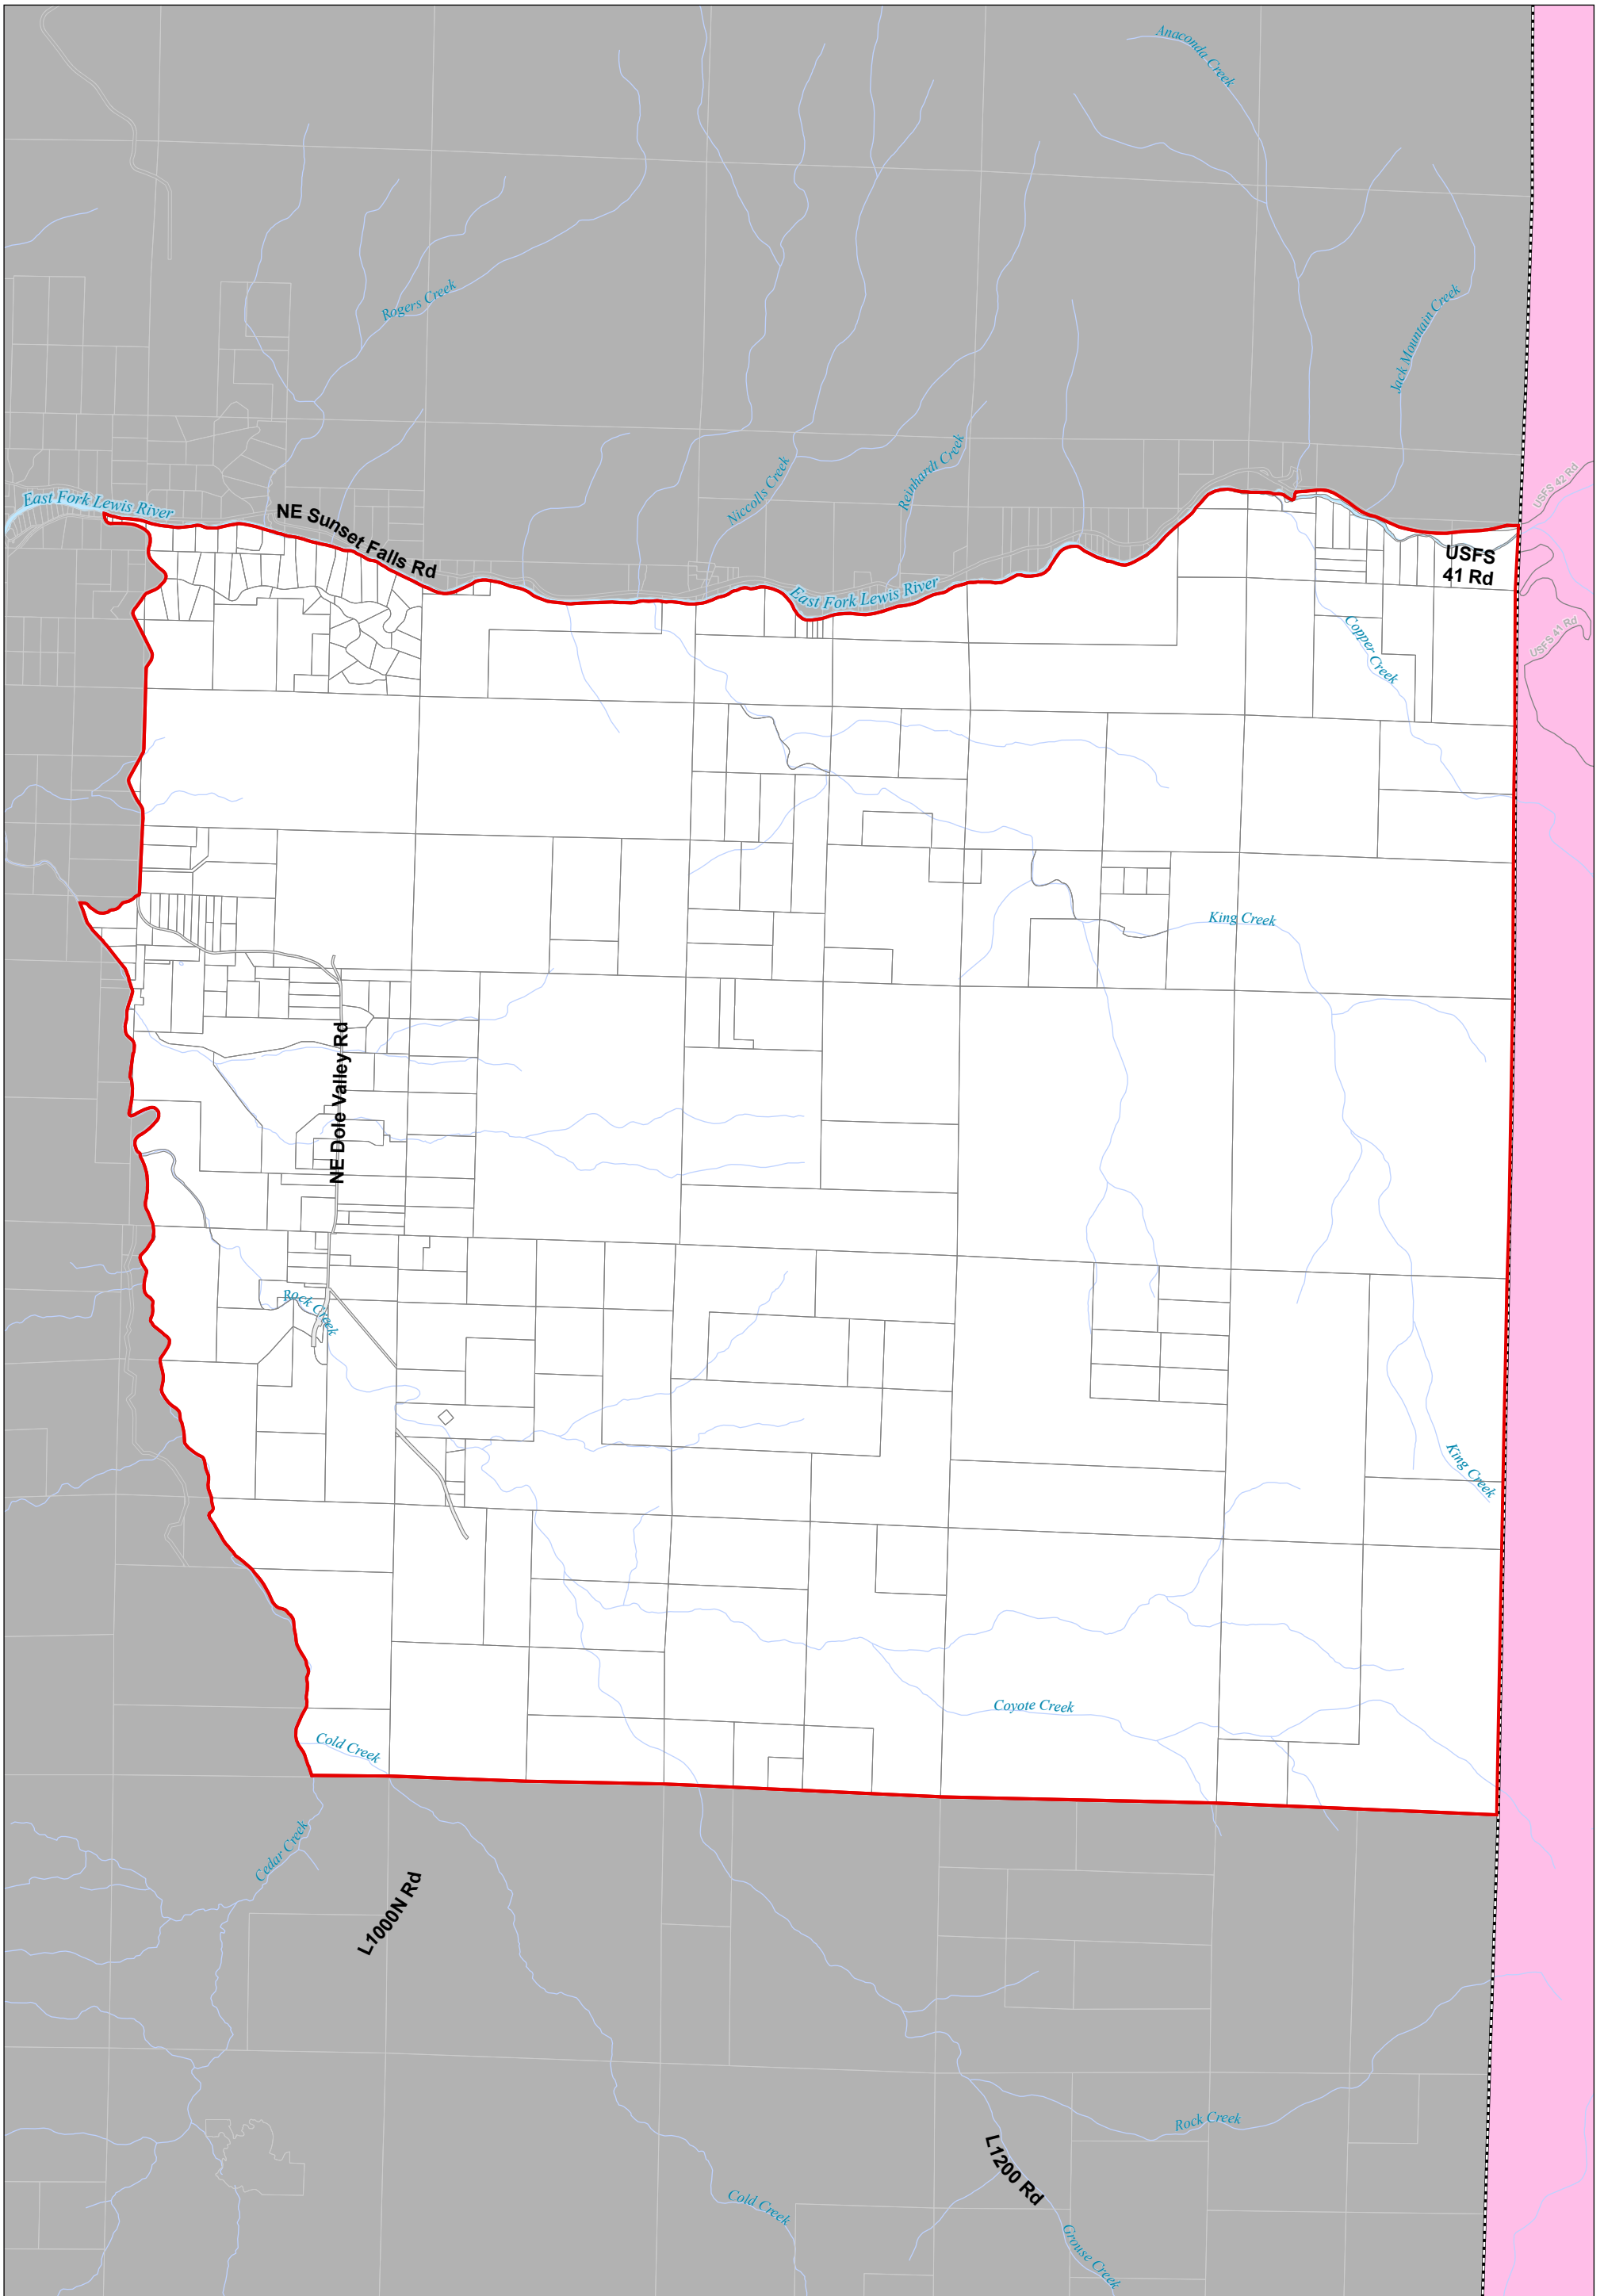 Anaconda Creek
Rogers Creek
Jack Mountain Creek
Niccolls Creek
Reinhardt Creek
USFS 42 Rd
East Fork Lewis River
NE Sunset Falls Rd
USFS
41 Rd
East Fork Lewis River
USFS 41 Rd
Copper Creek
King Creek
NE Dole Valley Rd
Rock Creek
King Creek
Coyote Creek
Cold Creek
Cedar Creek
L1000N Rd
Rock Creek
L1200 Rd
Cold Creek
Grouse Creek